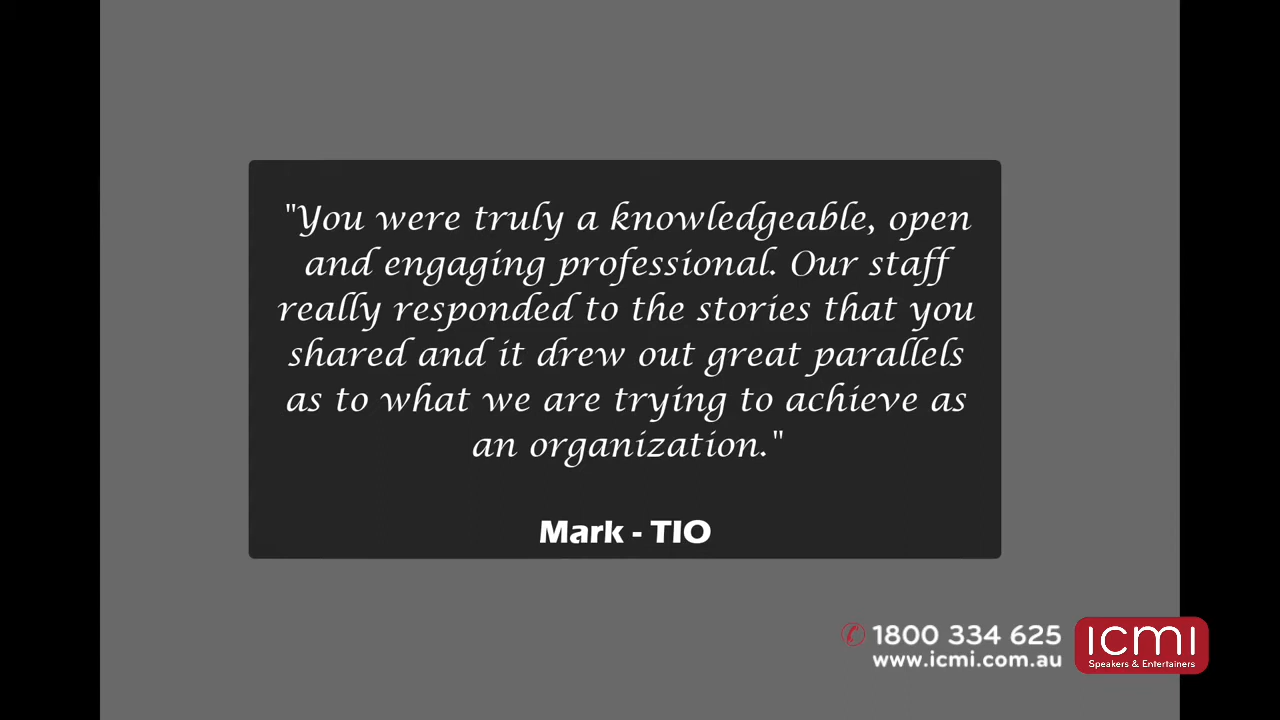 "You were truly a knowledgeable, open
and engaging professional. Our staff
really responded to the stories that you
shared and it drew out great parallels
as to what we are trying to achieve as
an organization."
Mark - TIO
1800 334 625
www.icmi.com.au
icmi
Speakers & Entertainers